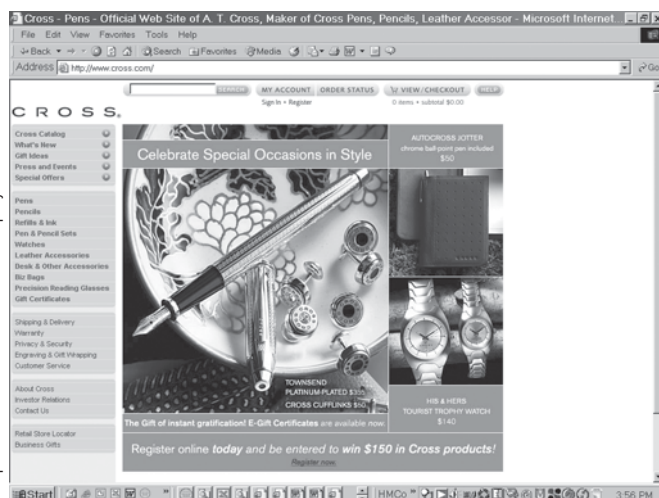 Cross - Pens - Official Web Site of A. T. Cross, Maker of Cross Pens, Pencils, Leather Accessor - Microsoft Internet...
File Edit View Favorites Tools Help
Back Search Favorites Media
Address http://www.cross.com/ Go
SEARCH MY ACCOUNT ORDER STATUS VIEW/CHECKOUT HELP
Sign In • Register 0 items • subtotal $0.00
CROSS®
Cross Catalog
What's New
Gift Ideas
Press and Events
Special Offers
Pens
Pencils
Refills & Ink
Pen & Pencil Sets
Watches
Leather Accessories
Desk & Other Accessories
Biz Bags
Precision Reading Glasses
Gift Certificates
Shipping & Delivery
Warranty
Privacy & Security
Engraving & Gift Wrapping
Customer Service
About Cross
Investor Relations
Contact Us
Retail Store Locator
Business Gifts
Celebrate Special Occasions in Style
AUTOCROSS JOTTER
chrome ball-point pen included
$50
TOWNSEND
PLATINUM-PLATED
CROSS CUFFLINKS $50
HIS & HERS
TOURIST TROPHY WATCH
$140
The Gift of instant gratification! E-Gift Certificates are available now.
Register online today and be entered to win $150 in Cross products!
Register now.
Start HMCo 3:56 PM